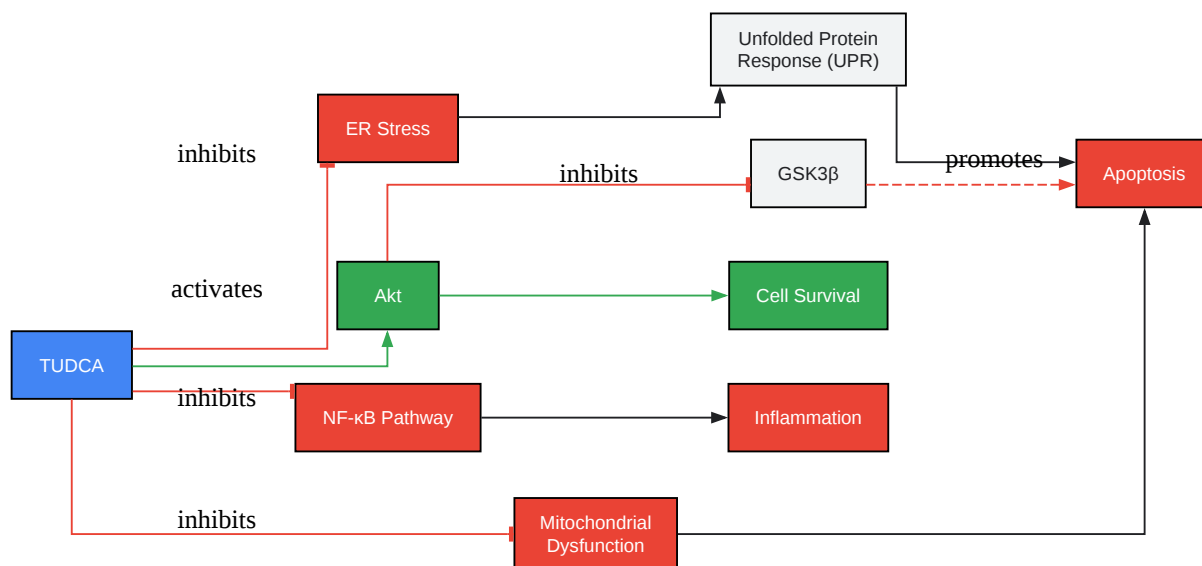 Unfolded Protein
Response (UPR)
ER Stress
inhibits
inhibits
promotes
GSK3β
Apoptosis
activates
Akt
Cell Survival
TUDCA
inhibits
NF-κB Pathway
Inflammation
inhibits
Mitochondrial
Dysfunction